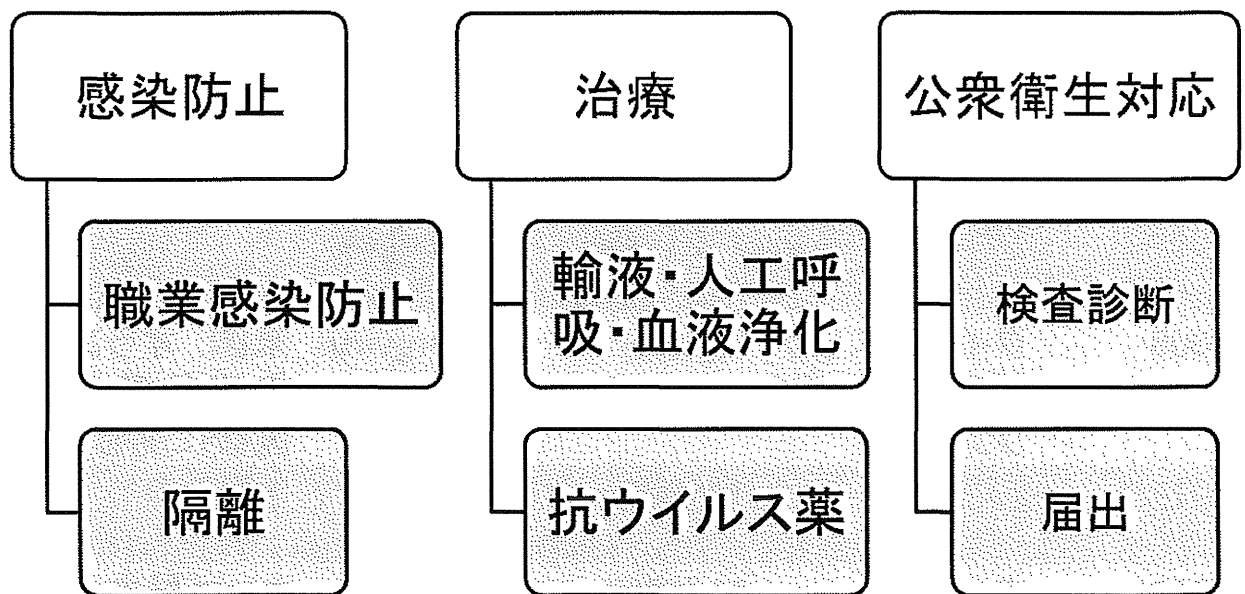 感染防止
職業感染防止
隔離
治療
輸液・人工呼
吸・血液浄化
抗ウイルス薬
公衆衛生対応
検査診断
届出